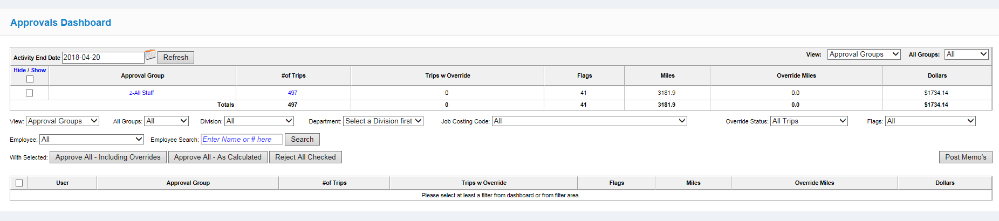 Approvals Dashboard
Activity End Date 2018-04-20 Refresh View: Approval Groups All Groups: All
Hide / Show Approval Group #of Trips Trips w Override Flags Miles Override Miles Dollars
z-All Staff 497 0 41 3181.9 0.0 $1734.14
Totals 497 0 41 3181.9 0.0 $1734.14
View: Approval Groups All Groups: All Division: All Department: Select a Division first Job Costing Code: All Override Status: All Trips Flags: All
Employee: All Employee Search: Enter Name or # here Search
With Selected: Approve All - Including Overrides Approve All - As Calculated Reject All Checked Post Memo's
User Approval Group #of Trips Trips w Override Flags Miles Override Miles Dollars
Please select at least a filter from dashboard or from filter area.